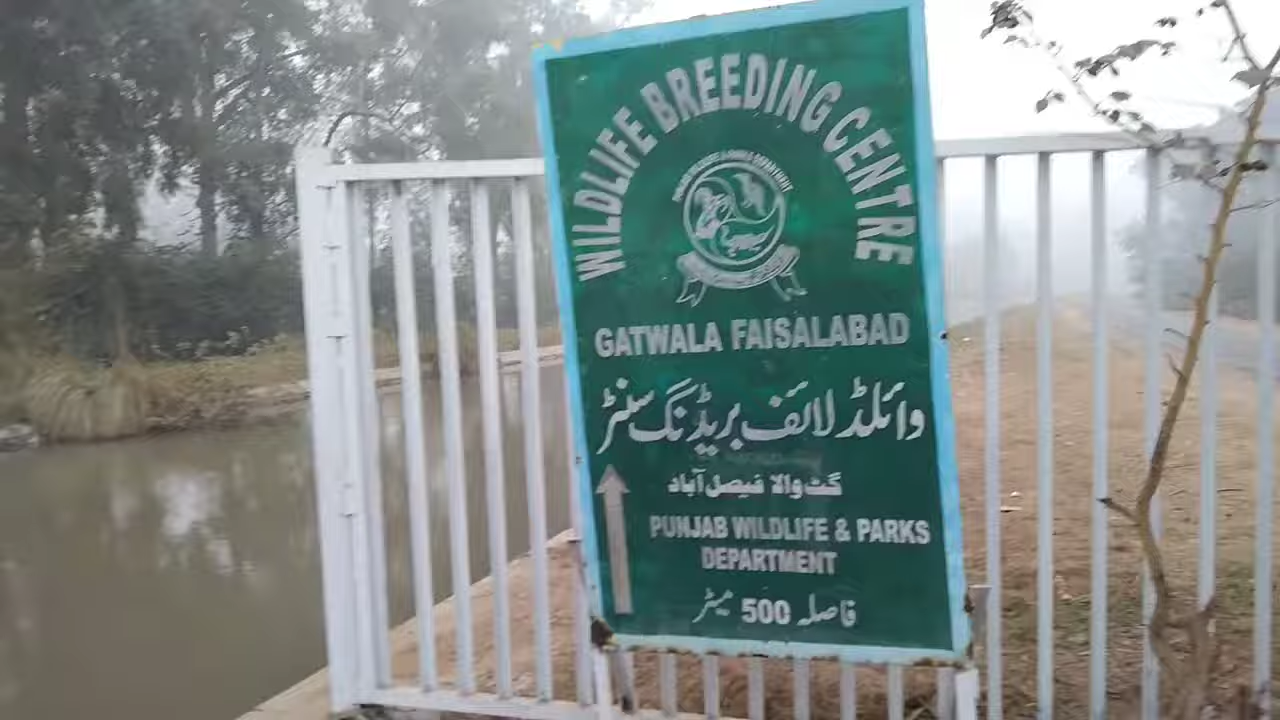 WILDLIFE BREEDING CENTRE
GATWALA FAISALABAD
وائلڈ لائف بریڈنگ سنٹر
گٹ والا فیصل آباد
PUNJAB WILDLIFE & PARKS
DEPARTMENT
فاصلہ 500 میٹر